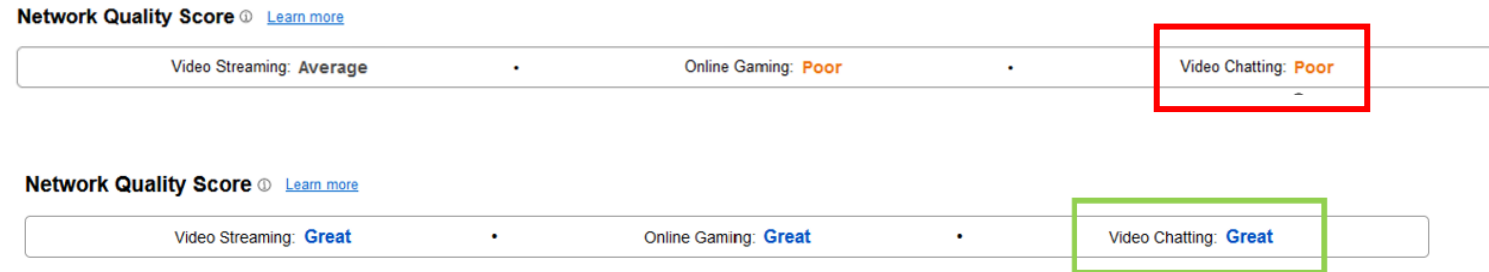 Network Quality Score ⓘ Learn more
Video Streaming: Average • Online Gaming: Poor • Video Chatting: Poor
Network Quality Score ⓘ Learn more
Video Streaming: Great • Online Gaming: Great • Video Chatting: Great